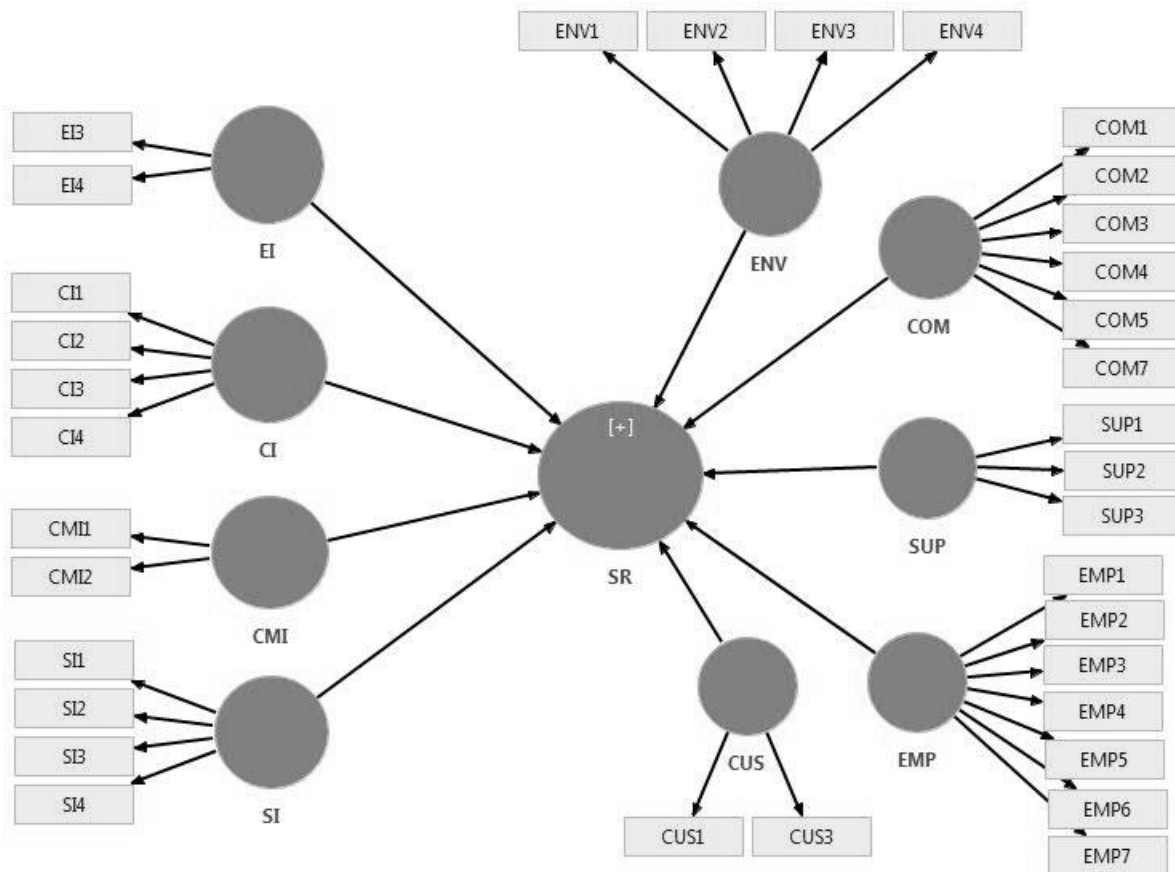 ENV1
ENV2
ENV3
ENV4
EI3
EI4
EI
ENV
COM1
COM2
COM3
COM4
COM5
COM7
COM
CI1
CI2
CI3
CI4
CI
[+]
SR
SUP1
SUP2
SUP3
SUP
CMI1
CMI2
CMI
EMP1
EMP2
EMP3
EMP4
EMP5
EMP6
EMP7
EMP
SI1
SI2
SI3
SI4
SI
CUS
CUS1
CUS3